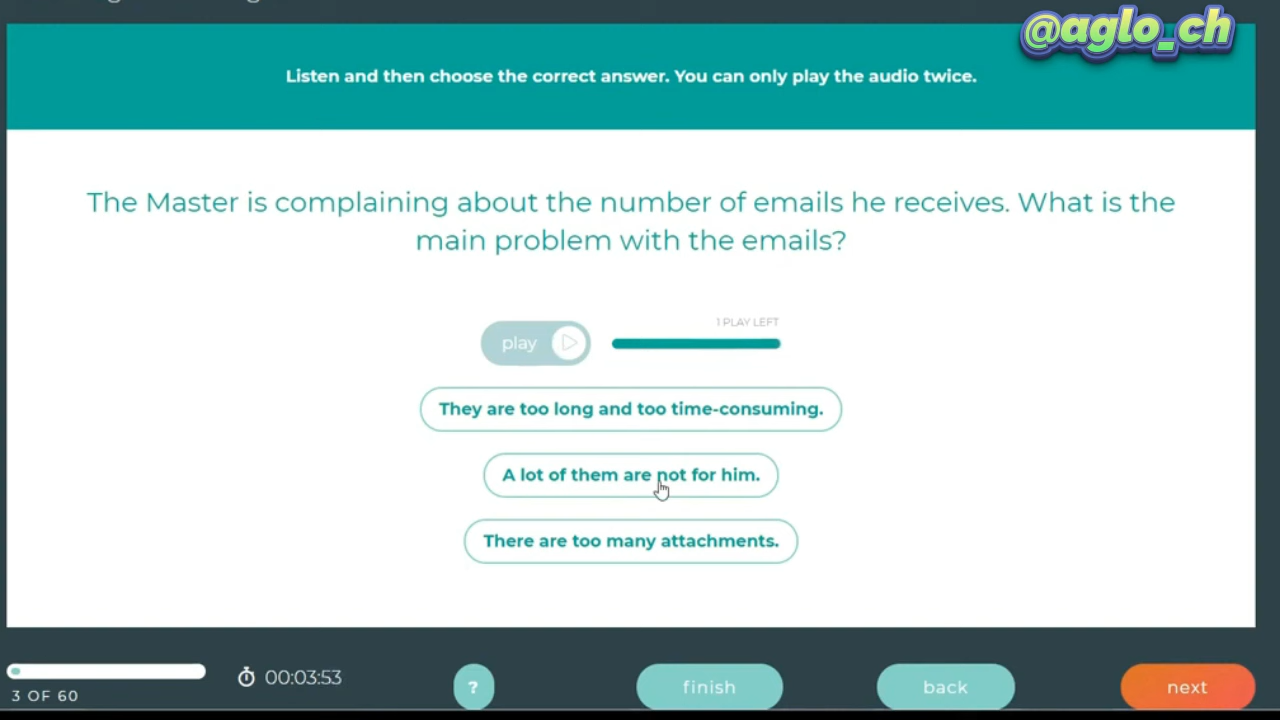 @aglo_ch
Listen and then choose the correct answer. You can only play the audio twice.
The Master is complaining about the number of emails he receives. What is the
main problem with the emails?
1 PLAY LEFT
play
They are too long and too time-consuming.
A lot of them are not for him.
There are too many attachments.
3 OF 60
00:03:53
?
finish
back
next